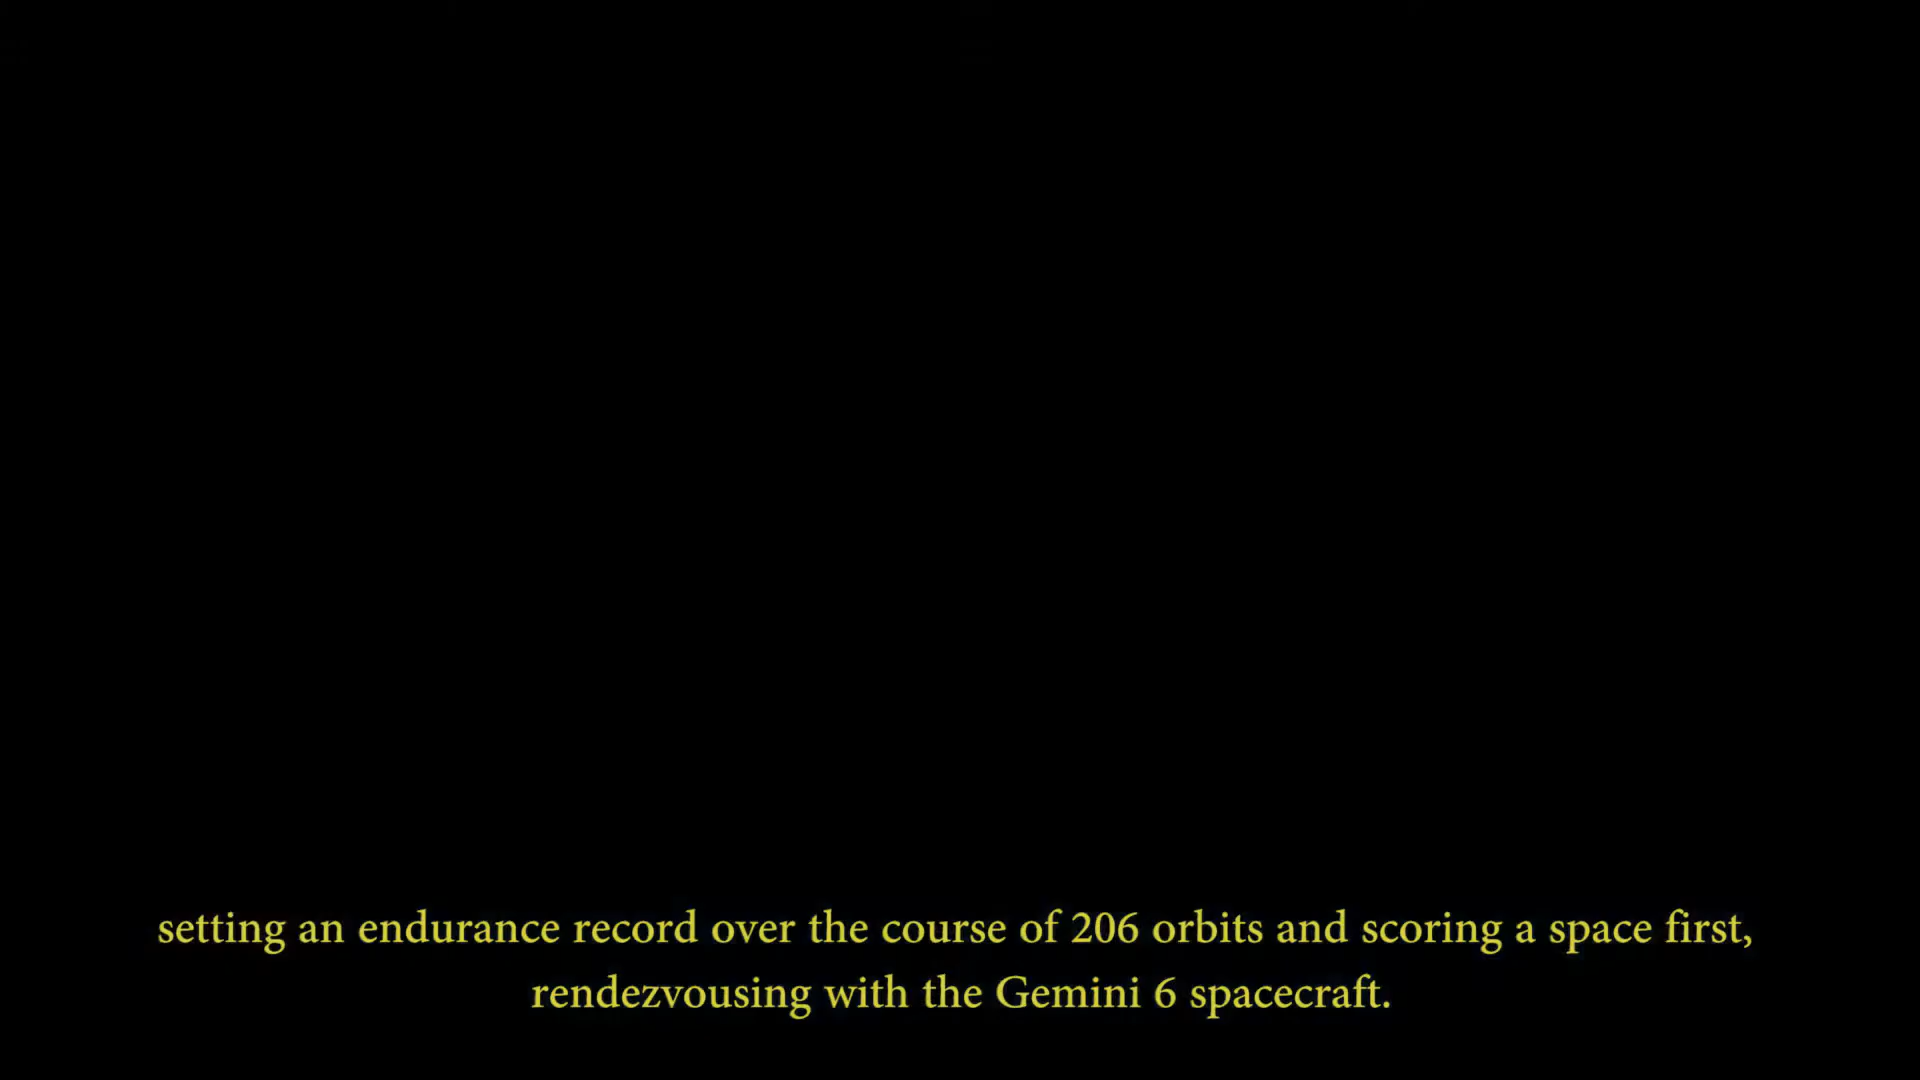 setting an endurance record over the course of 206 orbits and scoring a space first,
rendezvousing with the Gemini 6 spacecraft.